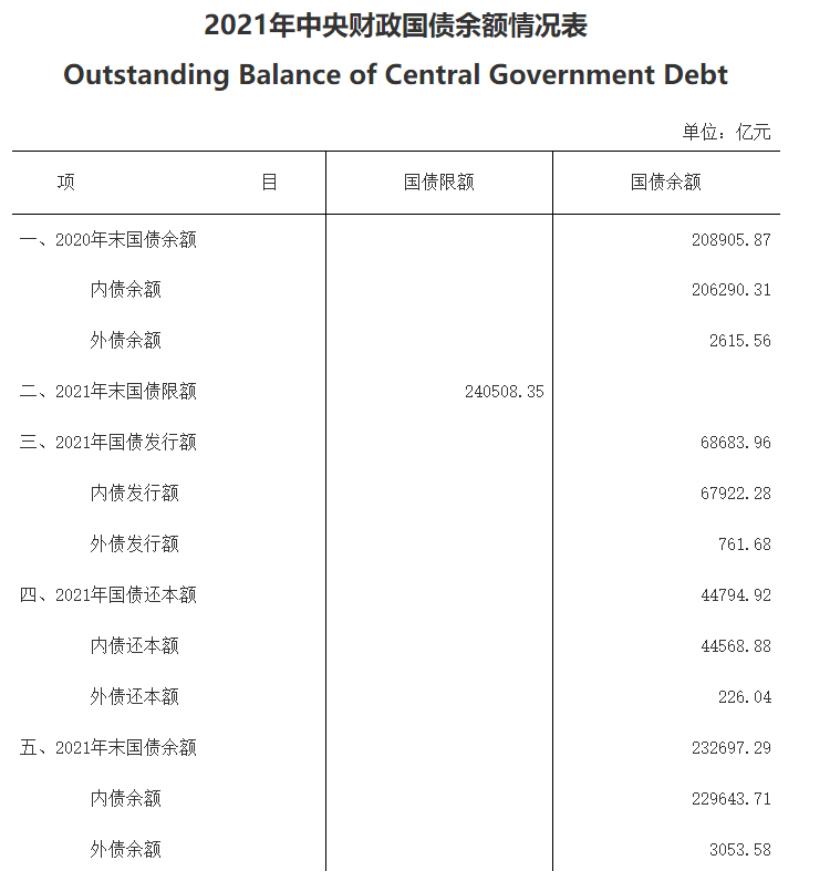 2021年中央财政国债余额情况表
Outstanding Balance of Central Government Debt
单位：亿元
项 目 国债限额 国债余额
一、2020年末国债余额 208905.87
内债余额 206290.31
外债余额 2615.56
二、2021年末国债限额 240508.35
三、2021年国债发行额 68683.96
内债发行额 67922.28
外债发行额 761.68
四、2021年国债还本额 44794.92
内债还本额 44568.88
外债还本额 226.04
五、2021年末国债余额 232697.29
内债余额 229643.71
外债余额 3053.58